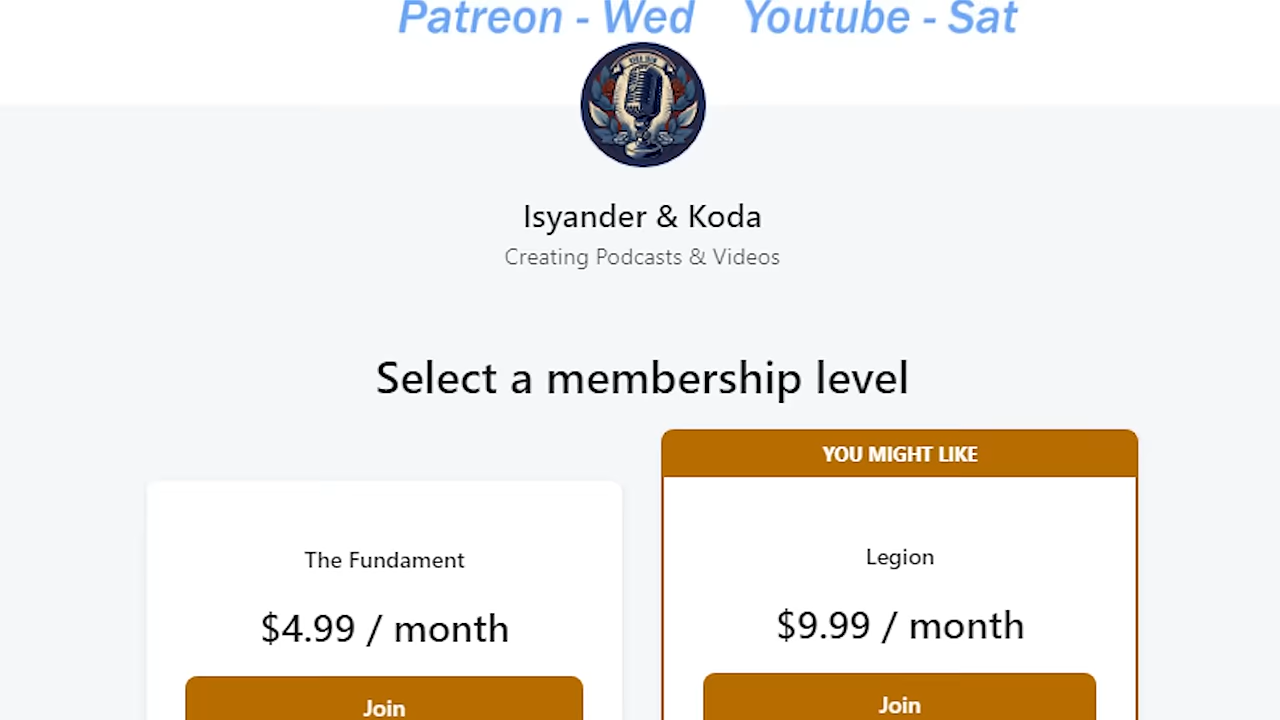 Patreon - Wed Youtube - Sat
Isyander & Koda
Creating Podcasts & Videos
Select a membership level
YOU MIGHT LIKE
The Fundament
$4.99 / month
Join
Legion
$9.99 / month
Join